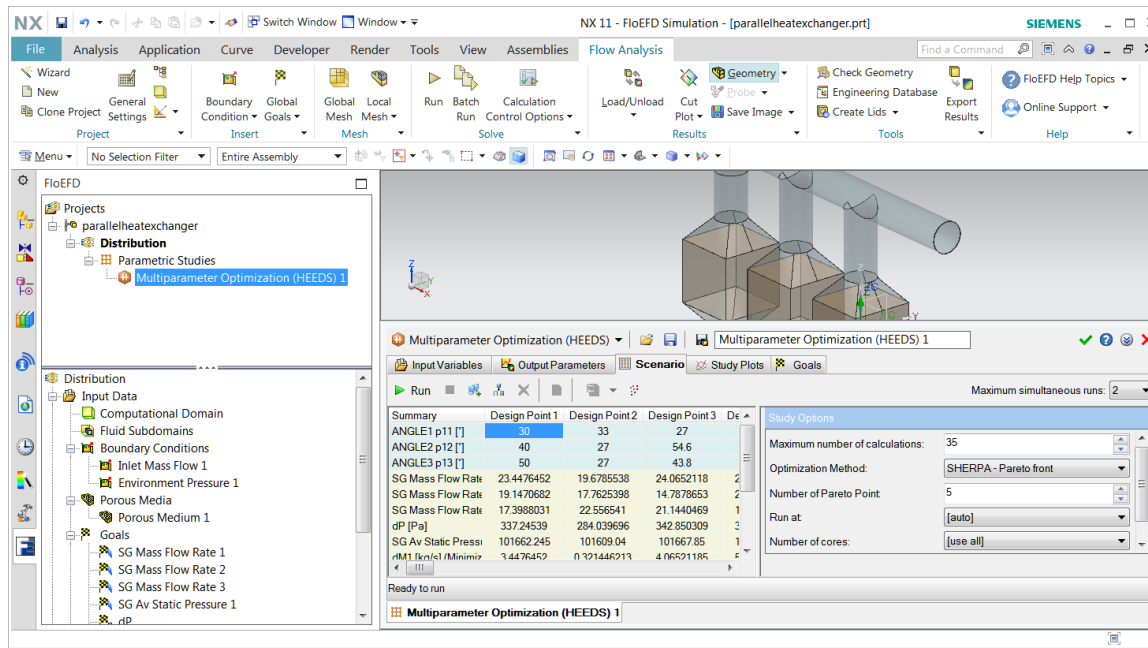 NX Switch Window Window NX 11 - FloEFD Simulation - [parallelheatexchanger.prt] SIEMENS
File Analysis Application Curve Developer Render Tools View Assemblies Flow Analysis Find a Command
Wizard
New
Clone Project
General Settings
Project
Boundary Condition
Global Goals
Insert
Global Mesh
Local Mesh
Mesh
Run
Batch Run
Calculation Control Options
Solve
Load/Unload
Cut Plot
Geometry
Probe
Save Image
Results
Check Geometry
Engineering Database
Create Lids
Export Results
Tools
FloEFD Help Topics
Online Support
Help
Menu No Selection Filter Entire Assembly
FloEFD
Projects
parallelheatexchanger
Distribution
Parametric Studies
Multiparameter Optimization (HEEDS) 1
Distribution
Input Data
Computational Domain
Fluid Subdomains
Boundary Conditions
Inlet Mass Flow 1
Environment Pressure 1
Porous Media
Porous Medium 1
Goals
SG Mass Flow Rate 1
SG Mass Flow Rate 2
SG Mass Flow Rate 3
SG Av Static Pressure 1
dP
Z
Y
X
Z
ZC
Y
Multiparameter Optimization (HEEDS) Multiparameter Optimization (HEEDS) 1
Input Variables Output Parameters Scenario Study Plots Goals
Run Maximum simultaneous runs: 2
Summary Design Point 1 Design Point 2 Design Point 3 De
ANGLE1 p11 [°] 30 33 27
ANGLE2 p12 [°] 40 27 54.6
ANGLE3 p13 [°] 50 27 43.8
SG Mass Flow Rate 23.4476452 19.6785538 24.0652118 2
SG Mass Flow Rate 19.1470682 17.7625398 14.7878653 2
SG Mass Flow Rate 17.3988031 22.556541 21.1440469 1
dP [Pa] 337.24539 284.039696 342.850309 3
SG Av Static Pressu 101662.245 101609.04 101667.85 1
dM1 [kg/s] (Minimiz 3.4476452 0.321446213 4.06521185 5
Study Options
Maximum number of calculations: 35
Optimization Method: SHERPA - Pareto front
Number of Pareto Point 5
Run at: [auto]
Number of cores: [use all]
Ready to run
Multiparameter Optimization (HEEDS) 1